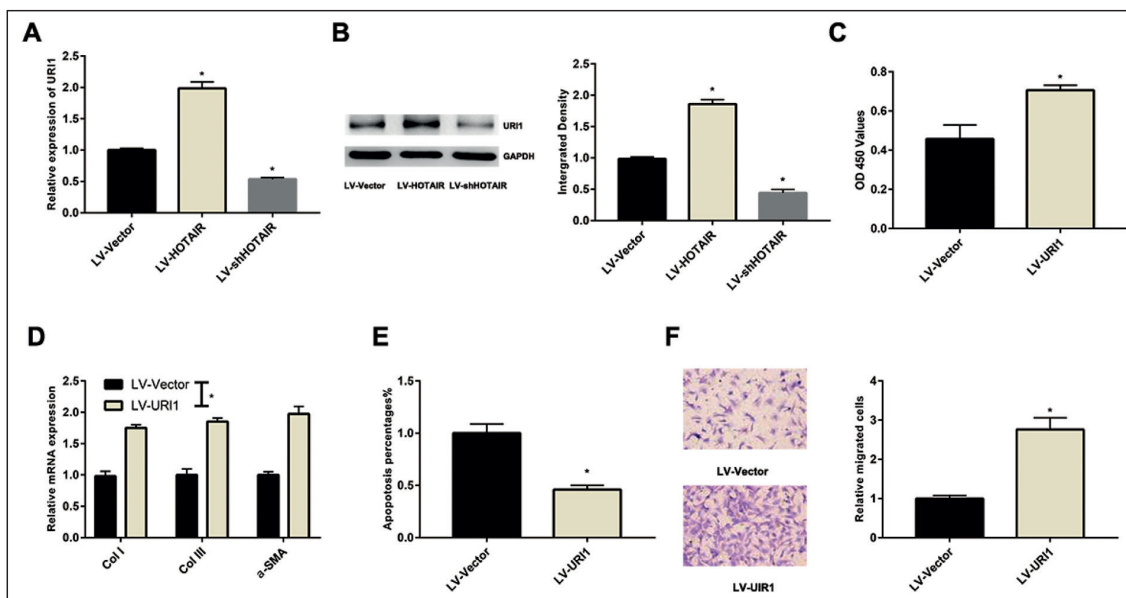 A
Relative expression of URI1
2.5
2.0
1.5
1.0
0.5
0.0
*
*
LV-Vector
LV-HOTAIR
LV-shHOTAIR
B
URI1
GAPDH
LV-Vector LV-HOTAIR LV-shHOTAIR
Intergrated Density
2.5
2.0
1.5
1.0
0.5
0.0
*
*
LV-Vector
LV-HOTAIR
LV-shHOTAIR
C
OD 450 Values
0.8
0.6
0.4
0.2
0.0
*
LV-Vector
LV-URI1
D
Relative mRNA expression
2.5
2.0
1.5
1.0
0.5
0.0
LV-Vector
LV-URI1
*
Col I
Col III
a-SMA
E
Apopotosis percentages%
1.5
1.0
0.5
0.0
*
LV-Vector
LV-URI1
F
LV-Vector
LV-UIR1
Relative migrated cells
4
3
2
1
0
*
LV-Vector
LV-URI1